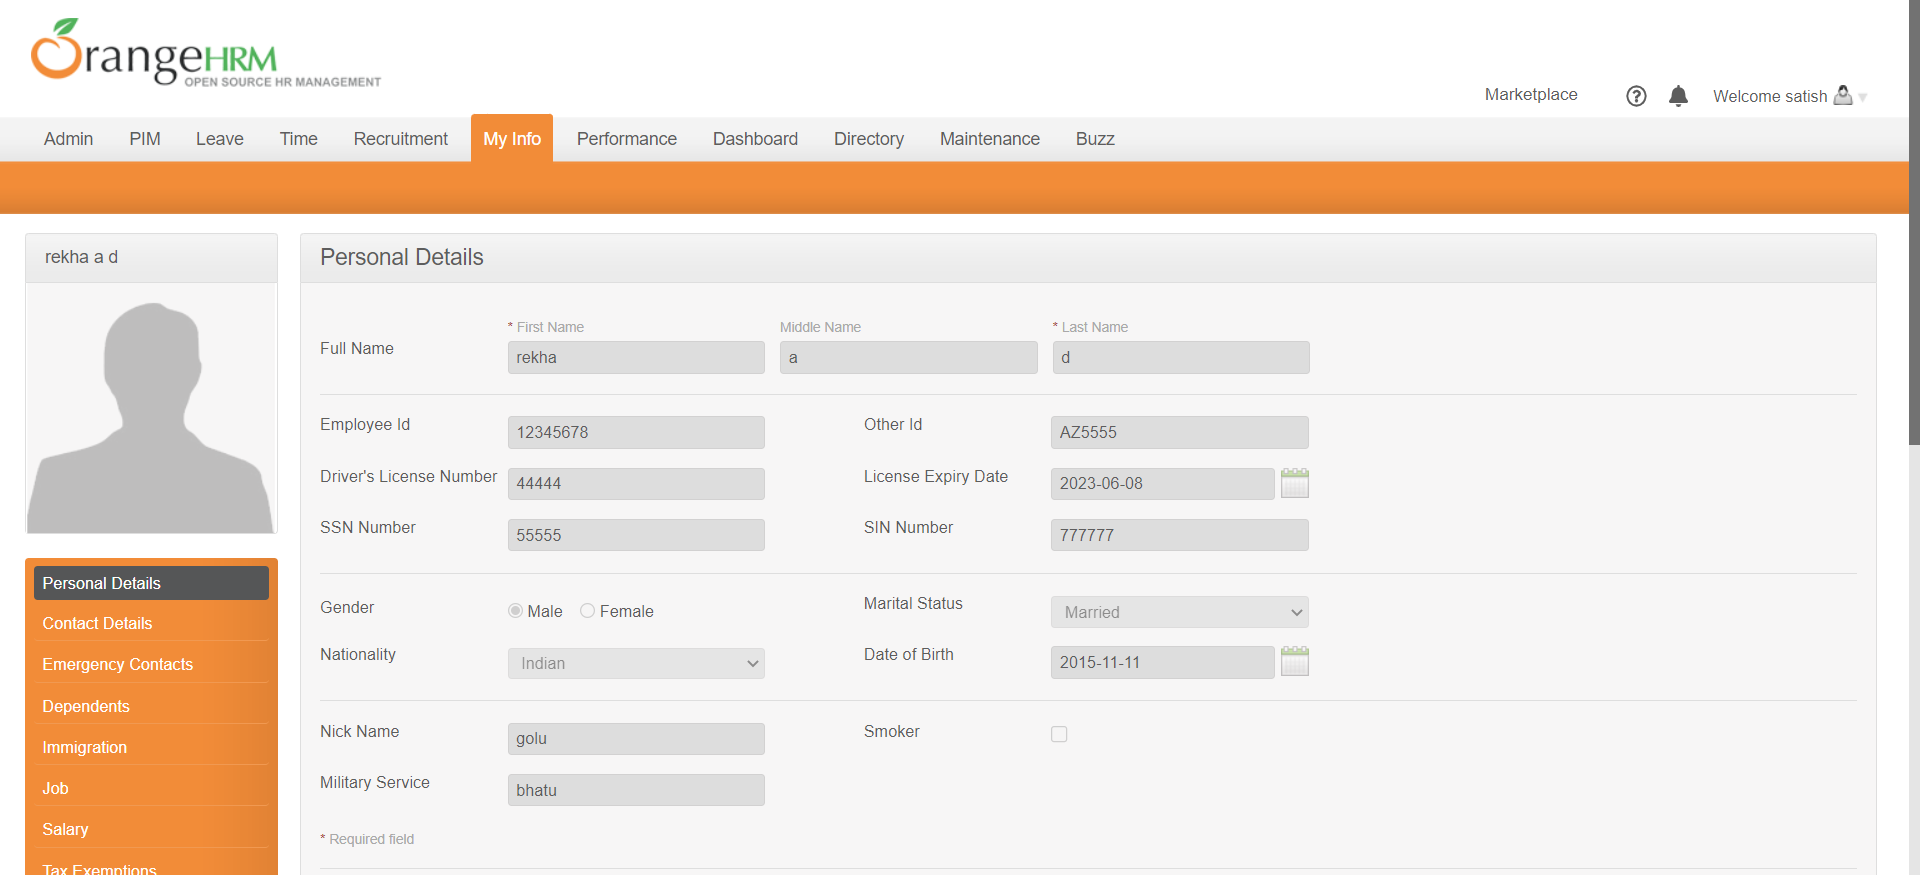 OrangeHRM
OPEN SOURCE HR MANAGEMENT
Marketplace
Welcome satish
Admin PIM Leave Time Recruitment My Info Performance Dashboard Directory Maintenance Buzz
rekha a d
Personal Details
* First Name Middle Name * Last Name
Full Name rekha a d
Employee Id 12345678 Other Id AZ5555
Driver's License Number 44444 License Expiry Date 2023-06-08
SSN Number 55555 SIN Number 777777
Gender Male Female Marital Status Married
Nationality Indian Date of Birth 2015-11-11
Nick Name golu Smoker
Military Service bhatu
* Required field
Personal Details
Contact Details
Emergency Contacts
Dependents
Immigration
Job
Salary
Tax Exemptions